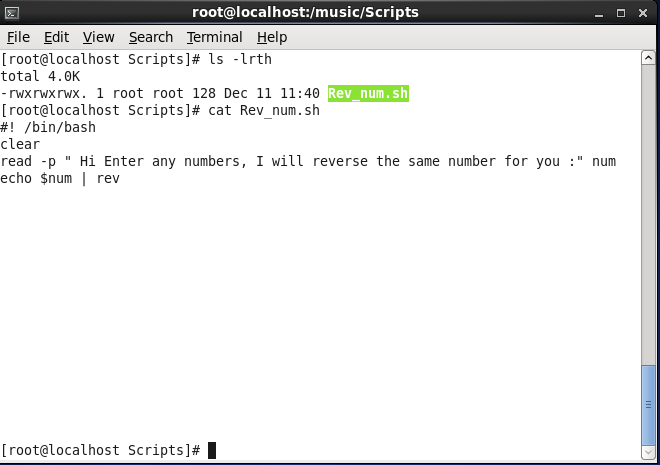 root@localhost:/music/Scripts
File Edit View Search Terminal Help
[root@localhost Scripts]# ls -lrth
total 4.0K
-rwxrwxrwx. 1 root root 128 Dec 11 11:40 Rev_num.sh
[root@localhost Scripts]# cat Rev_num.sh
#! /bin/bash
clear
read -p " Hi Enter any numbers, I will reverse the same number for you :" num
echo $num | rev
[root@localhost Scripts]#